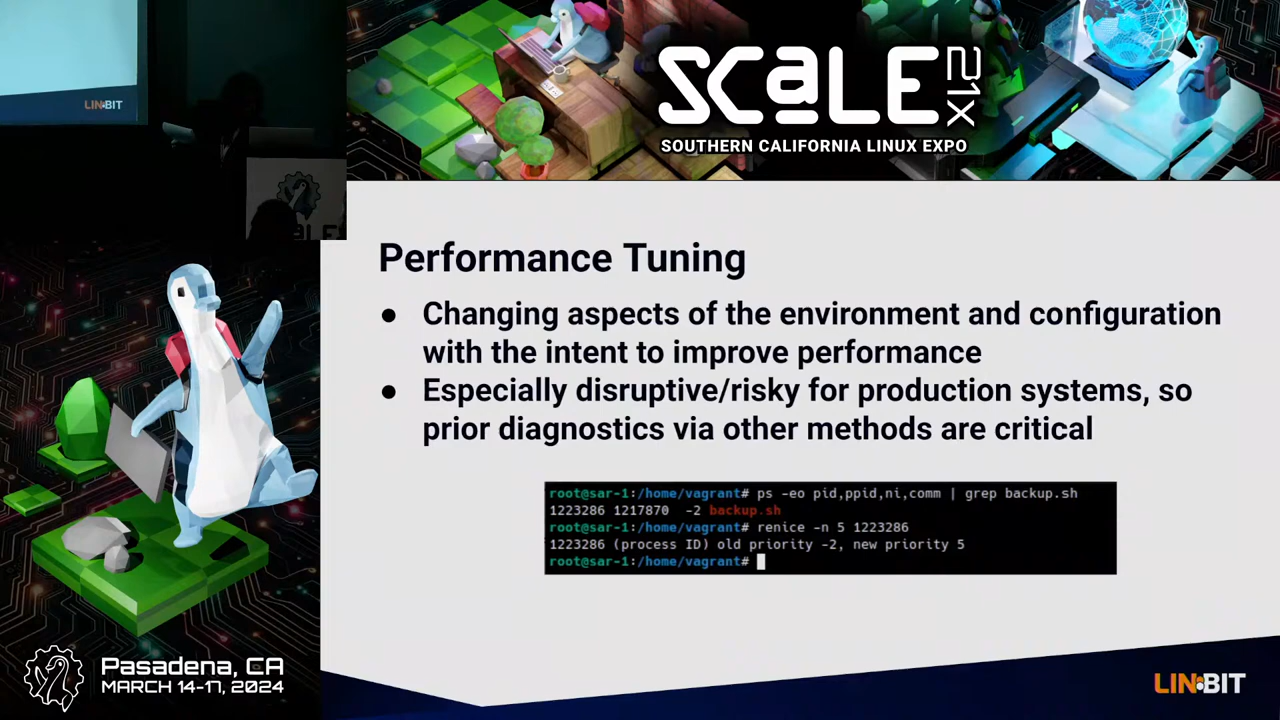 LINBIT
SCaLE 21x
SOUTHERN CALIFORNIA LINUX EXPO
Performance Tuning
● Changing aspects of the environment and configuration
with the intent to improve performance
● Especially disruptive/risky for production systems, so
prior diagnostics via other methods are critical
root@sar-1:/home/vagrant# ps -eo pid,ppid,ni,comm | grep backup.sh
1223286 1217870  -2 backup.sh
root@sar-1:/home/vagrant# renice -n 5 1223286
1223286 (process ID) old priority -2, new priority 5
root@sar-1:/home/vagrant#
Pasadena, CA
MARCH 14-17, 2024
LINBIT